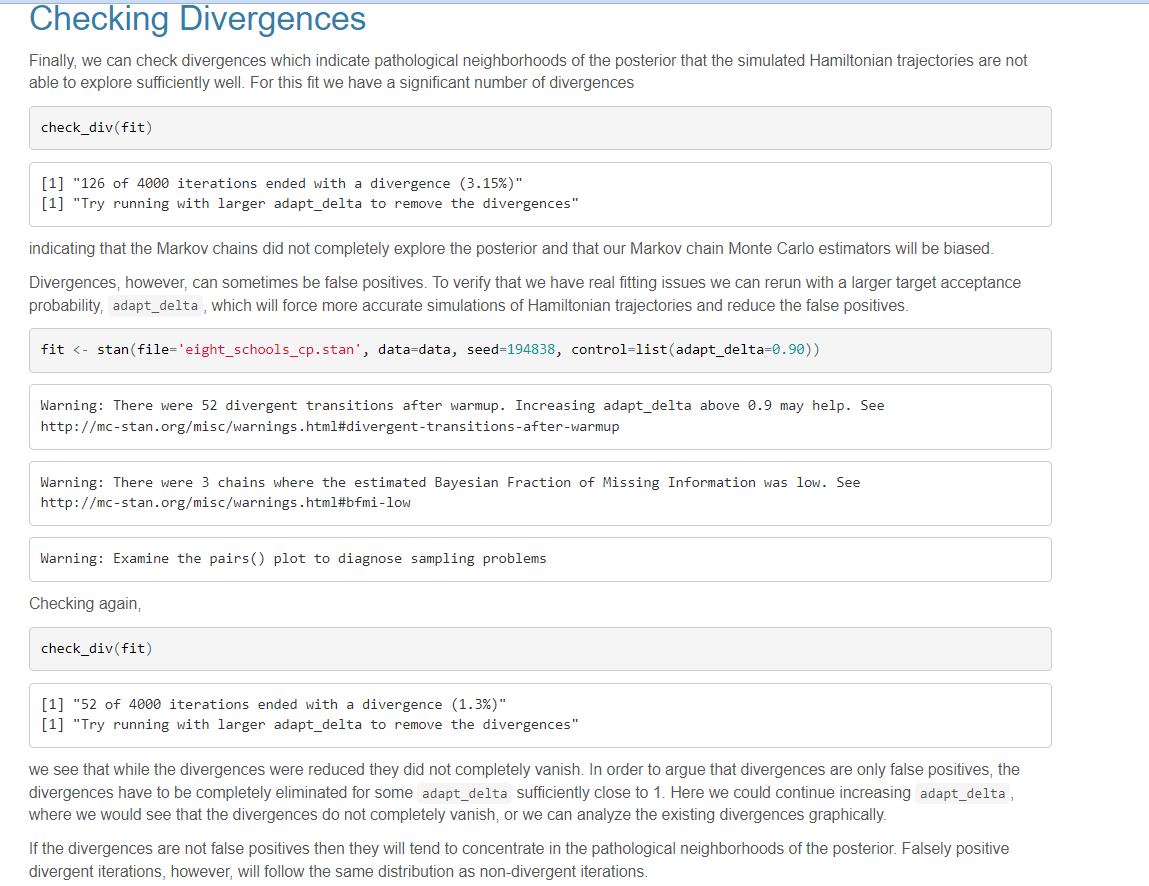 Checking Divergences
Finally, we can check divergences which indicate pathological neighborhoods of the posterior that the simulated Hamiltonian trajectories are not
able to explore sufficiently well. For this fit we have a significant number of divergences
check_div(fit)
[1] "126 of 4000 iterations ended with a divergence (3.15%)"
[1] "Try running with larger adapt_delta to remove the divergences"
indicating that the Markov chains did not completely explore the posterior and that our Markov chain Monte Carlo estimators will be biased.
Divergences, however, can sometimes be false positives. To verify that we have real fitting issues we can rerun with a larger target acceptance
probability, adapt_delta , which will force more accurate simulations of Hamiltonian trajectories and reduce the false positives.
fit <- stan(file='eight_schools_cp.stan', data=data, seed=194838, control=list(adapt_delta=0.90))
Warning: There were 52 divergent transitions after warmup. Increasing adapt_delta above 0.9 may help. See
http://mc-stan.org/misc/warnings.html#divergent-transitions-after-warmup
Warning: There were 3 chains where the estimated Bayesian Fraction of Missing Information was low. See
http://mc-stan.org/misc/warnings.html#bfmi-low
Warning: Examine the pairs() plot to diagnose sampling problems
Checking again,
check_div(fit)
[1] "52 of 4000 iterations ended with a divergence (1.3%)"
[1] "Try running with larger adapt_delta to remove the divergences"
we see that while the divergences were reduced they did not completely vanish. In order to argue that divergences are only false positives, the
divergences have to be completely eliminated for some adapt_delta sufficiently close to 1. Here we could continue increasing adapt_delta ,
where we would see that the divergences do not completely vanish, or we can analyze the existing divergences graphically.
If the divergences are not false positives then they will tend to concentrate in the pathological neighborhoods of the posterior. Falsely positive
divergent iterations, however, will follow the same distribution as non-divergent iterations.